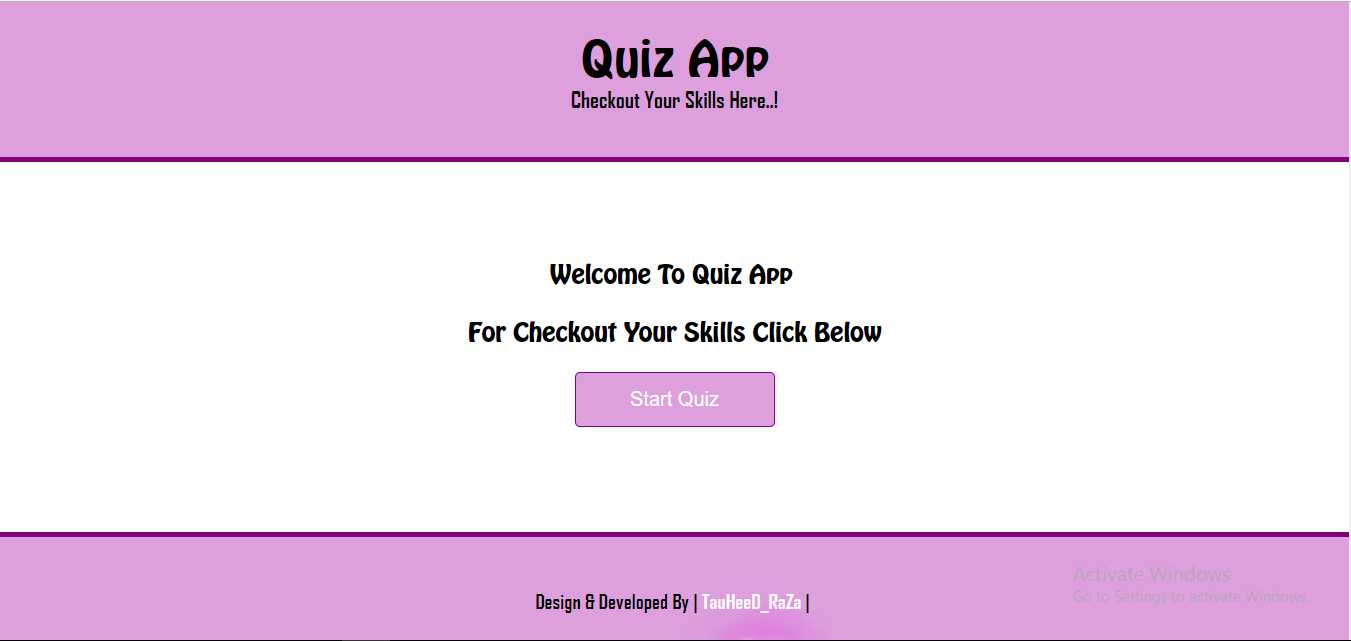 Quiz App
Checkout Your Skills Here..!
Welcome To Quiz App
For Checkout Your Skills Click Below
Start Quiz
Design & Developed By | TauHeeD_RaZa |
Activate Windows
Go to Settings to activate Windows.